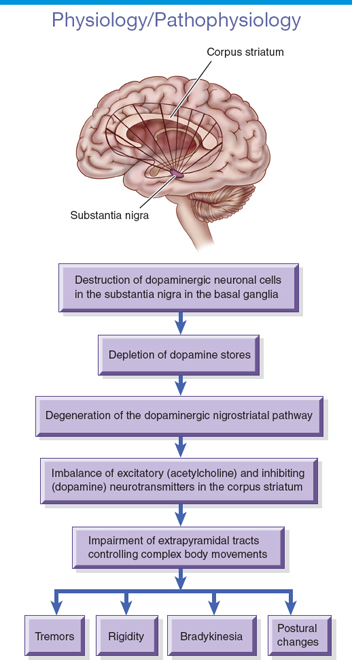 Physiology/Pathophysiology
Corpus striatum
Substantia nigra
Destruction of dopaminergic neuronal cells
in the substantia nigra in the basal ganglia
Depletion of dopamine stores
Degeneration of the dopaminergic nigrostriatal pathway
Imbalance of excitatory (acetylcholine) and inhibiting
(dopamine) neurotransmitters in the corpus striatum
Impairment of extrapyramidal tracts
controlling complex body movements
Tremors
Rigidity
Bradykinesia
Postural
changes